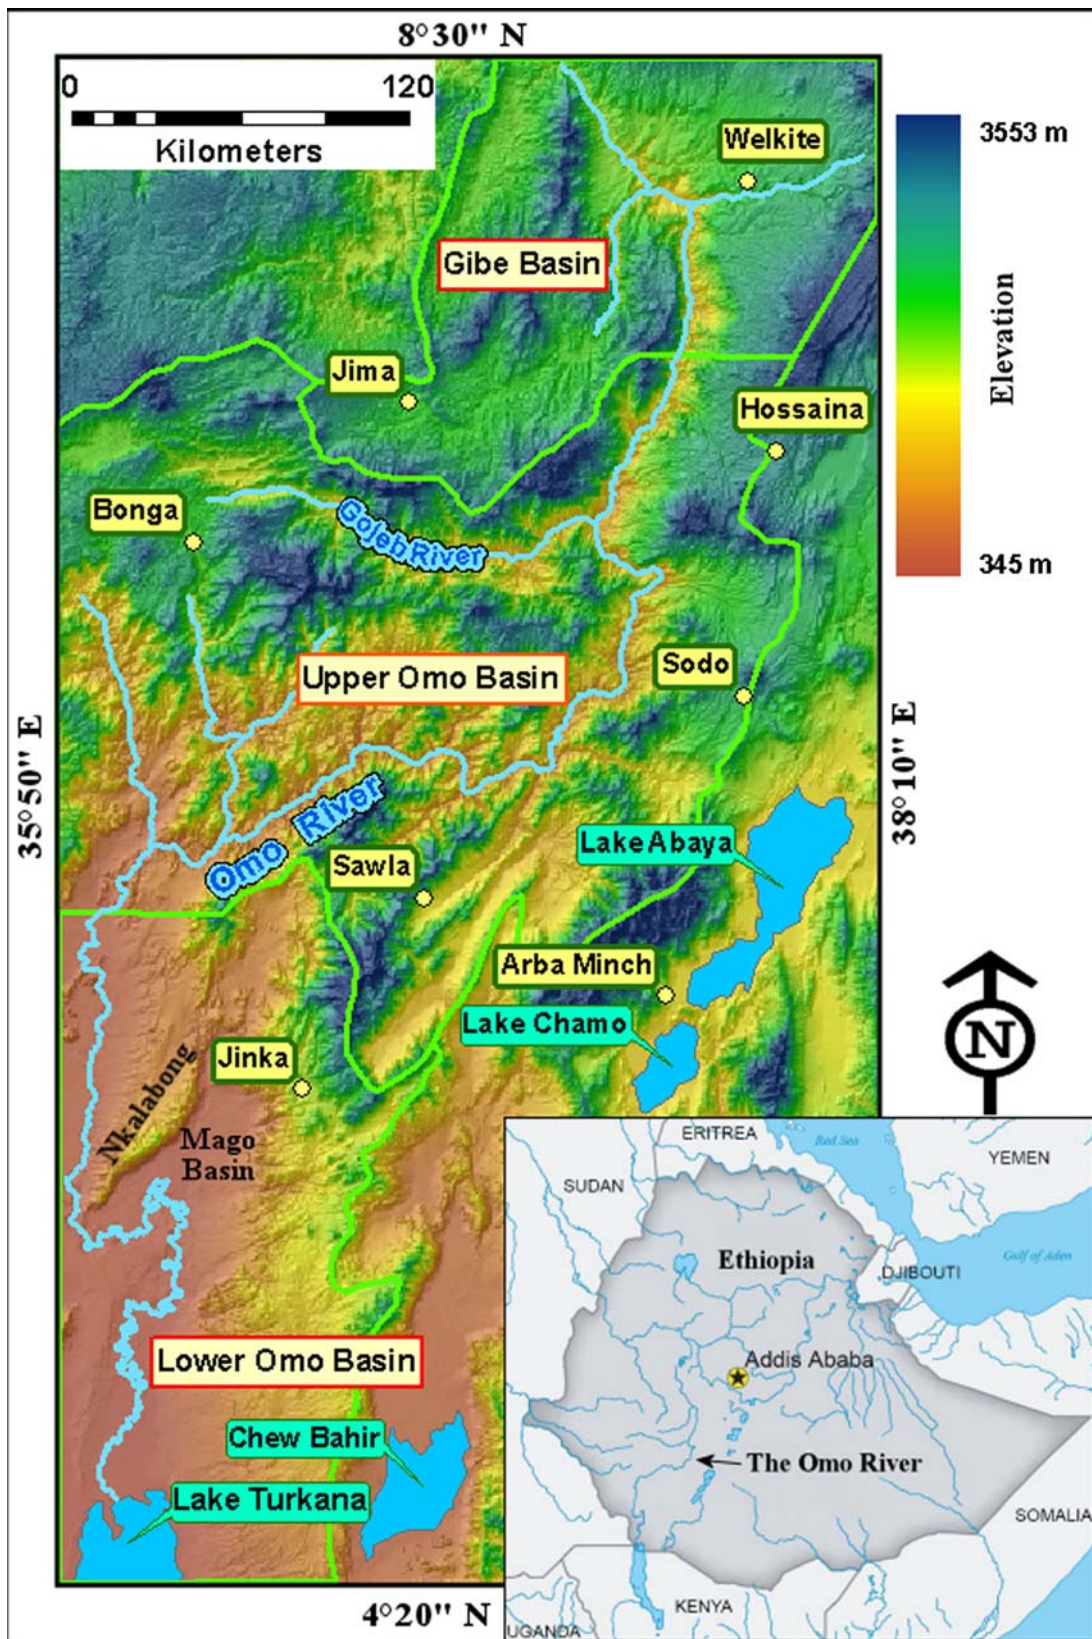 8°30" N
0 120
Kilometers
Welkite
3553 m
Gibe Basin
Elevation
Jima
Hossaina
Bonga
Gojeb River
345 m
Sodo
Upper Omo Basin
35°50" E
38°10" E
Omo River
Lake Abaya
Sawla
Arba Minch
Lake Chamo
N
Jinka
Nkalabong
Mago
Basin
ERITREA
Red Sea
YEMEN
SUDAN
Gulf of Aden
Ethiopia
DJIBOUTI
Lower Omo Basin
Addis Ababa
Chew Bahir
The Omo River
Lake Turkana
SOMALIA
KENYA
UGANDA
4°20" N